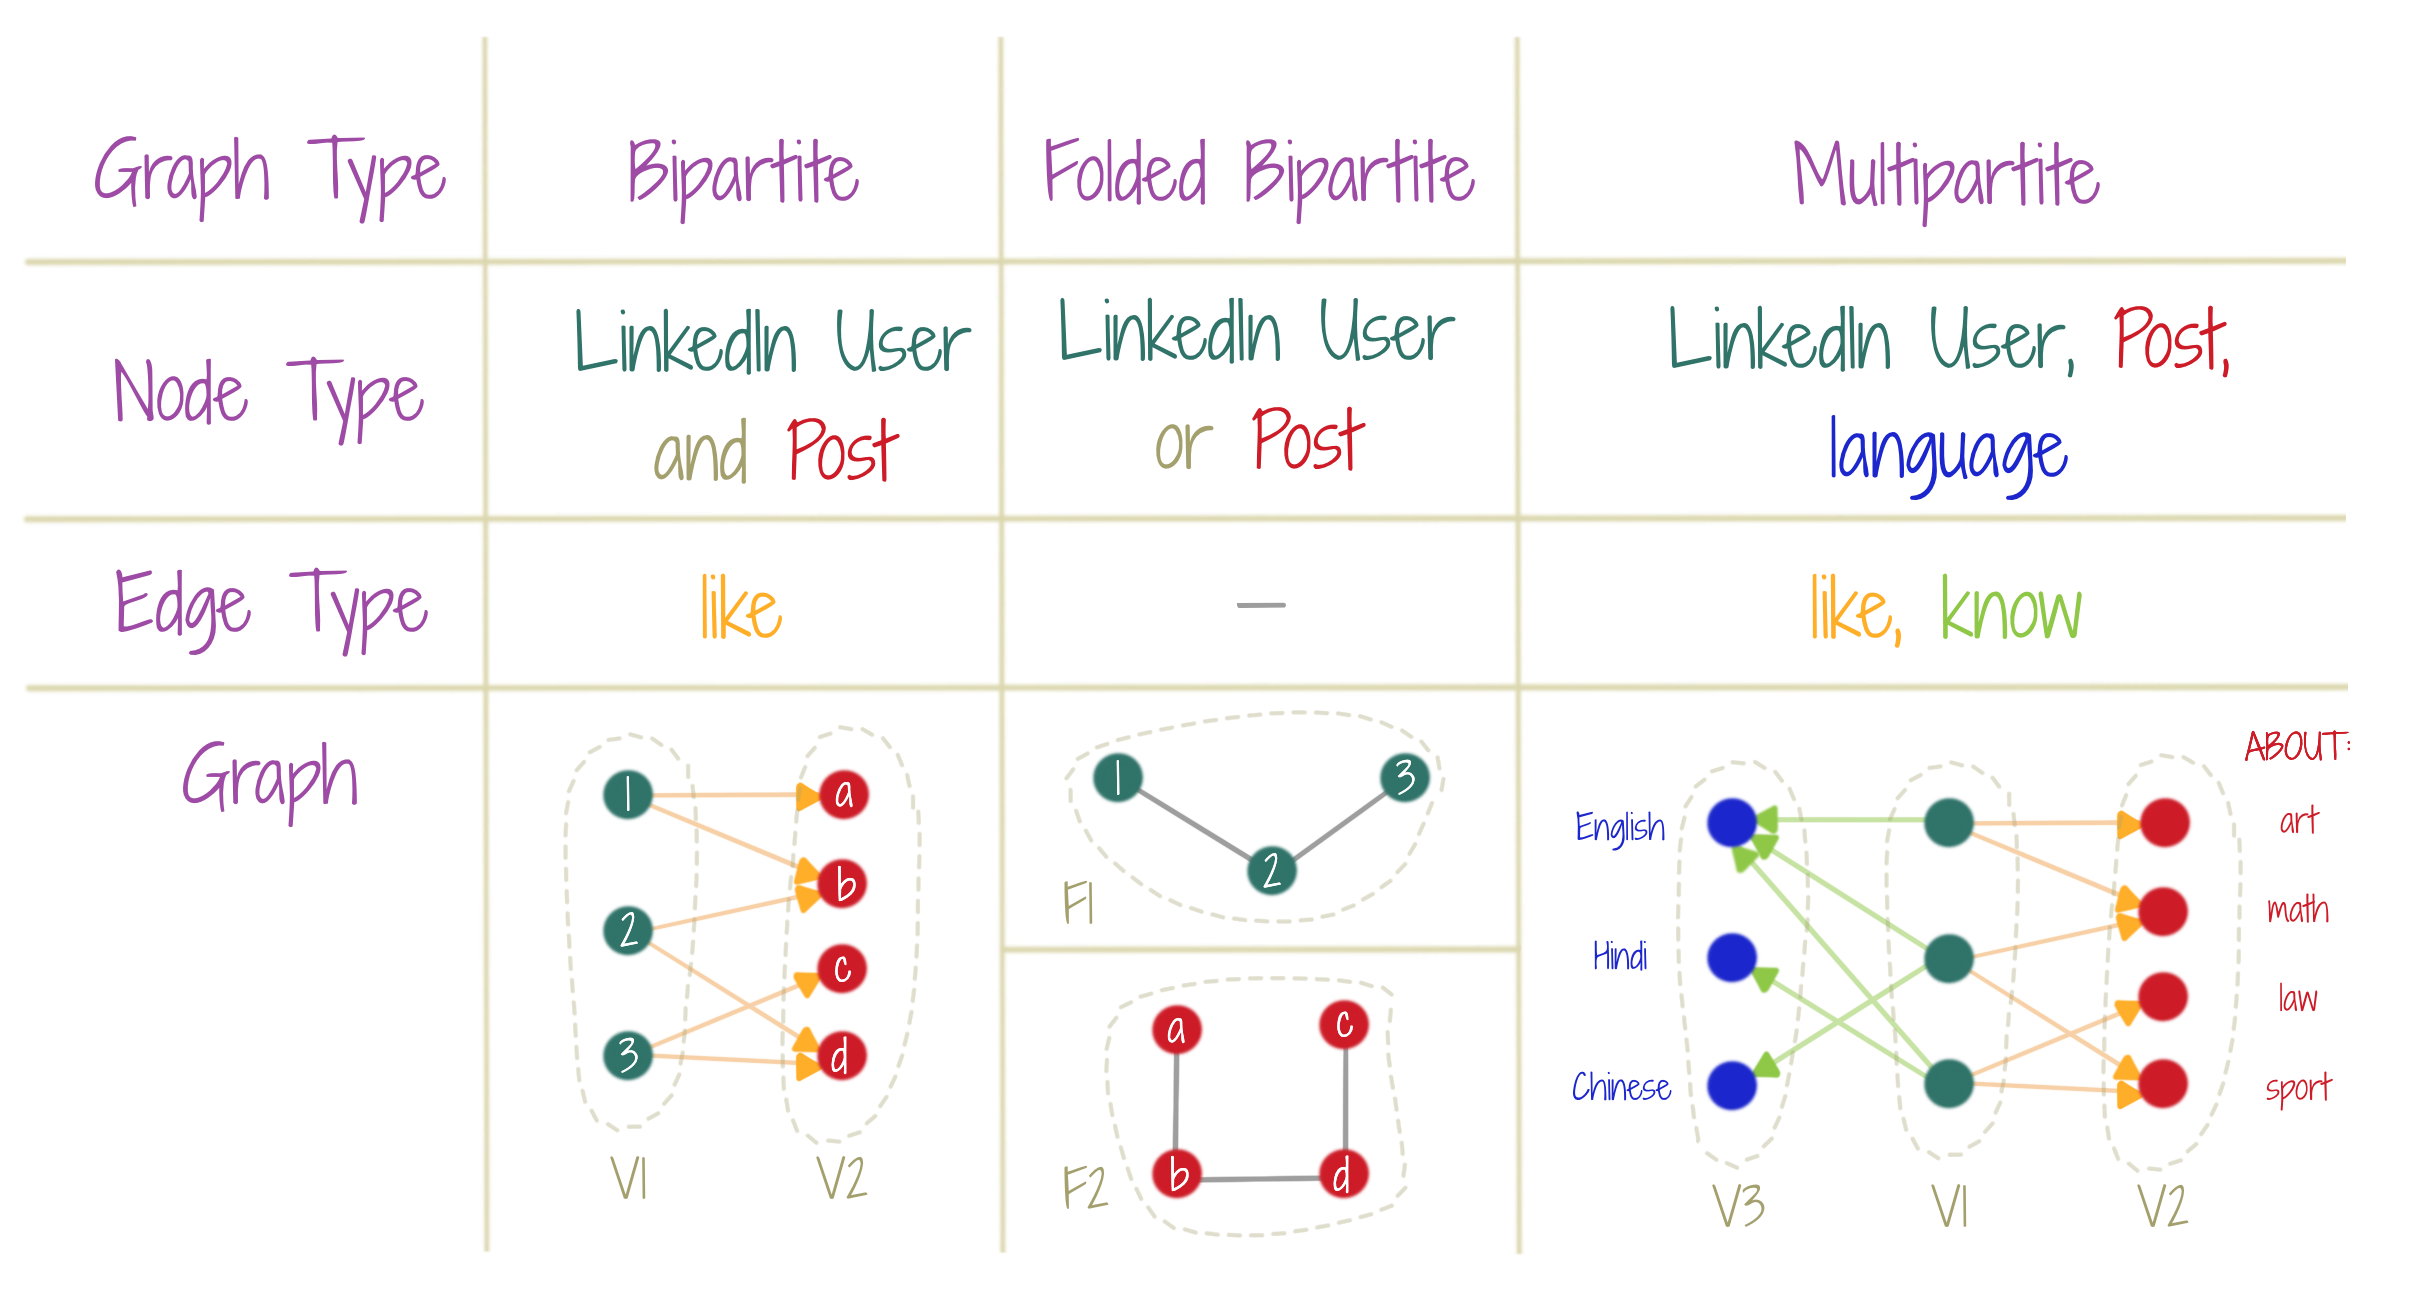 Graph Type
Bipartite
Folded Bipartite
Multipartite
Node Type
LinkedIn User
and Post
LinkedIn User
or Post
LinkedIn User, Post,
language
Edge Type
like
—
like, know
Graph
1
2
3
a
b
c
d
V1
V2
1
3
2
F1
a
c
b
d
F2
ABOUT:
English
Hindi
Chinese
art
math
law
sport
V3
V1
V2